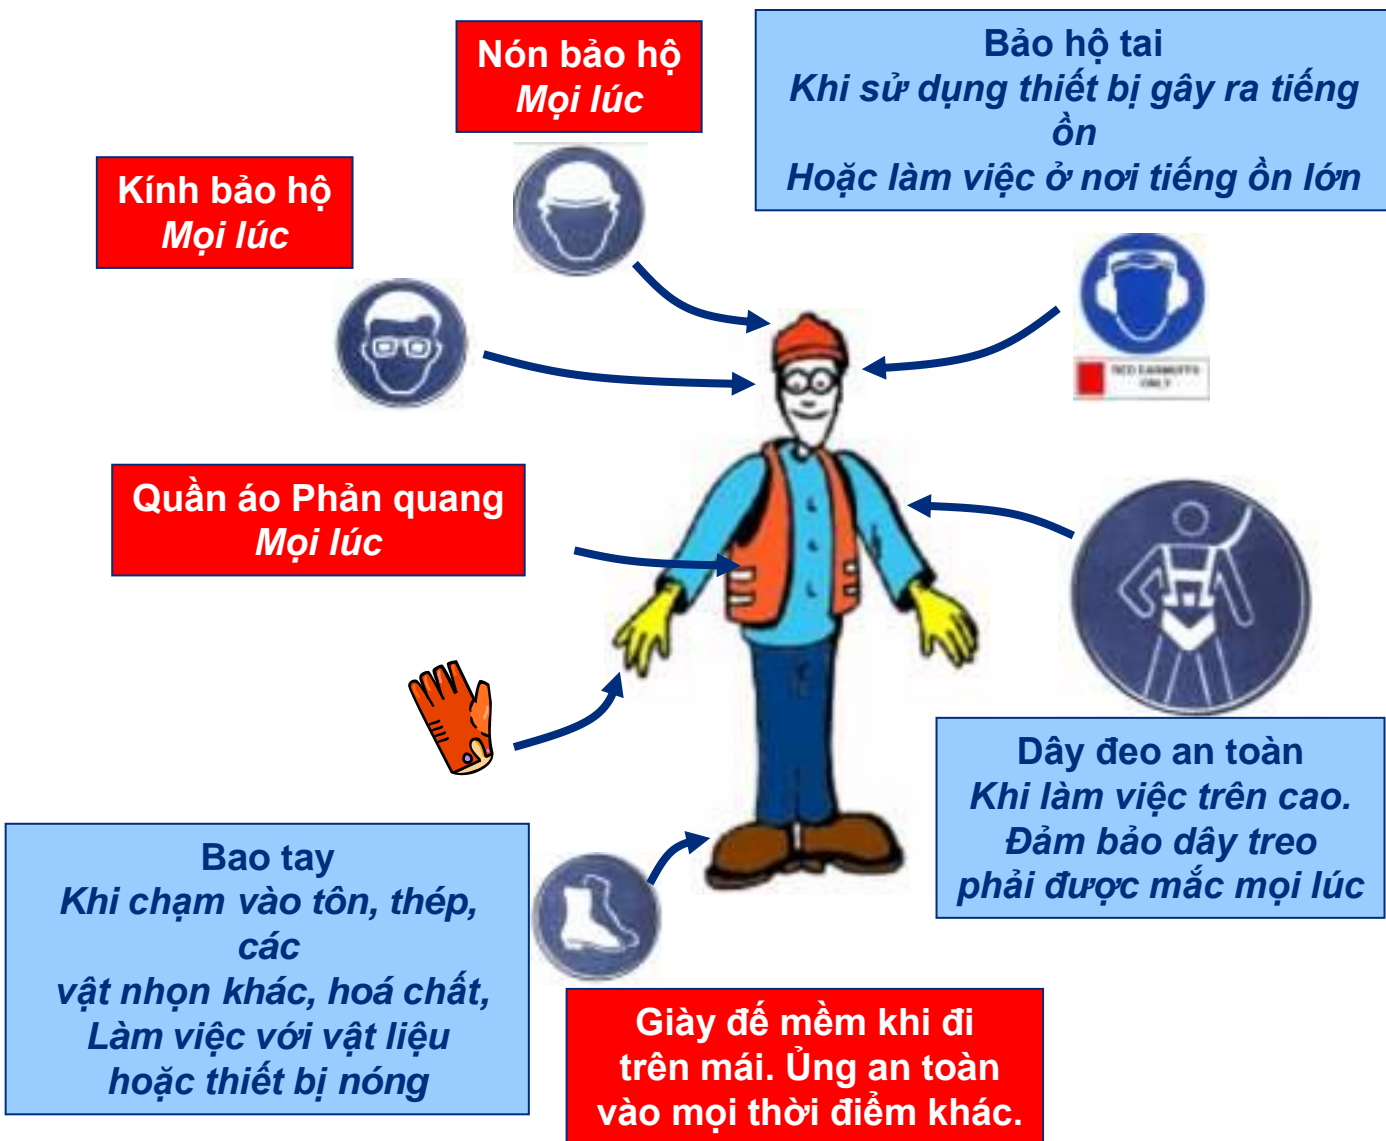 Nón bảo hộ
Mọi lúc
Bảo hộ tai
Khi sử dụng thiết bị gây ra tiếng
ồn
Hoặc làm việc ở nơi tiếng ồn lớn
Kính bảo hộ
Mọi lúc
RED EARMUFFS
ONLY
Quần áo Phản quang
Mọi lúc
Dây đeo an toàn
Khi làm việc trên cao.
Đảm bảo dây treo
phải được mắc mọi lúc
Bao tay
Khi chạm vào tôn, thép,
các
vật nhọn khác, hoá chất,
Làm việc với vật liệu
hoặc thiết bị nóng
Giày đế mềm khi đi
trên mái. Ủng an toàn
vào mọi thời điểm khác.